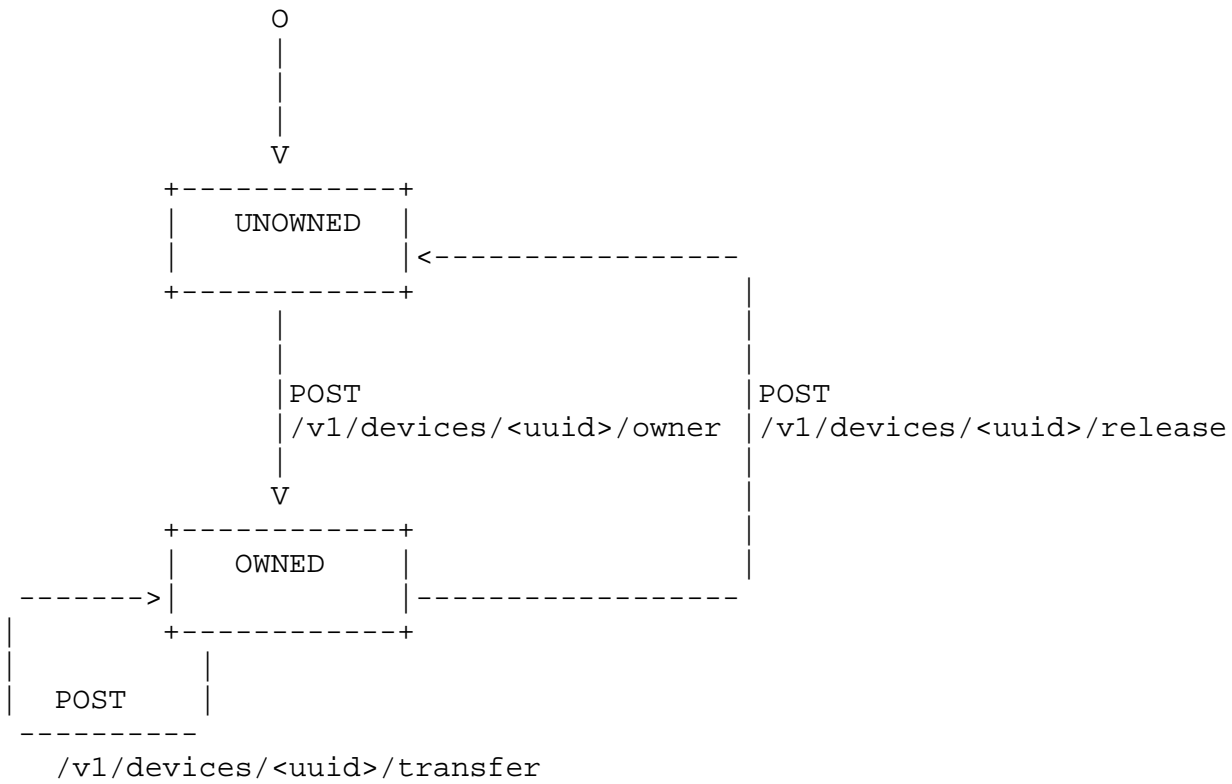 O
V
UNOWNED
POST
/v1/devices/<uuid>/owner
POST
/v1/devices/<uuid>/release
V
OWNED
POST
/v1/devices/<uuid>/transfer